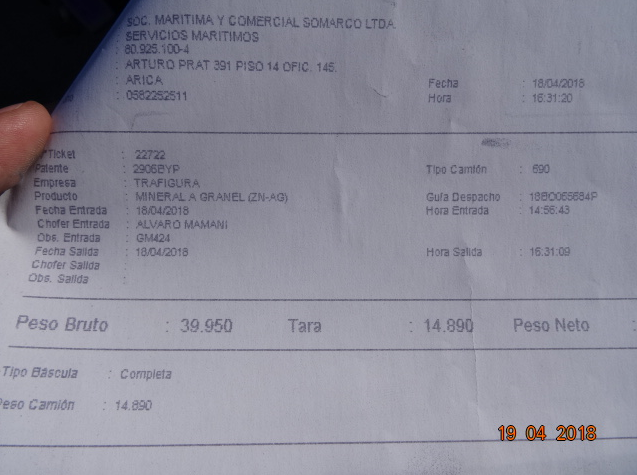 SOC. MARITIMA Y COMERCIAL SOMARCO LTDA.
: SERVICIOS MARITIMOS
: 80.925.100-4
: ARTURO PRAT 391 PISO 14 OFIC. 145.
: ARICA Fecha : 18/04/2018
: 0582252511 Hora : 16:31:20
Ticket : 22722
Patente : 2906BYP Tipo Camión : 690
Empresa : TRAFIGURA
Producto : MINERAL A GRANEL (ZN-AG) Guía Despacho : 18BO065684P
Fecha Entrada : 18/04/2018 Hora Entrada : 14:56:43
Chofer Entrada : ALVARO MAMANI
Obs. Entrada : GM424
Fecha Salida : 18/04/2018 Hora Salida : 16:31:09
Chofer Salida :
Obs. Salida :
Peso Bruto : 39.950 Tara : 14.890 Peso Neto :
Tipo Báscula : Completa
Peso Camión : 14.890
19 04 2018